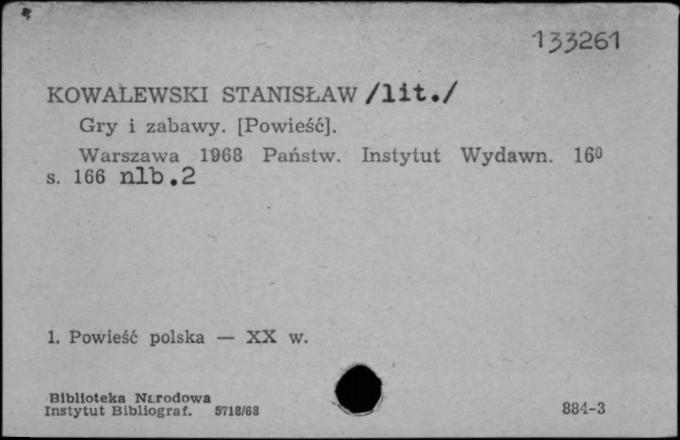 133261
KOWALEWSKI STANISŁAW /lit./
Gry i zabawy. [Powieść].
Warszawa 1968 Państw. Instytut Wydawn. 16⁰
s. 166 nlb.2
1. Powieść polska — XX w.
Biblioteka Narodowa
Instytut Bibliograf. 5718/68
884-3